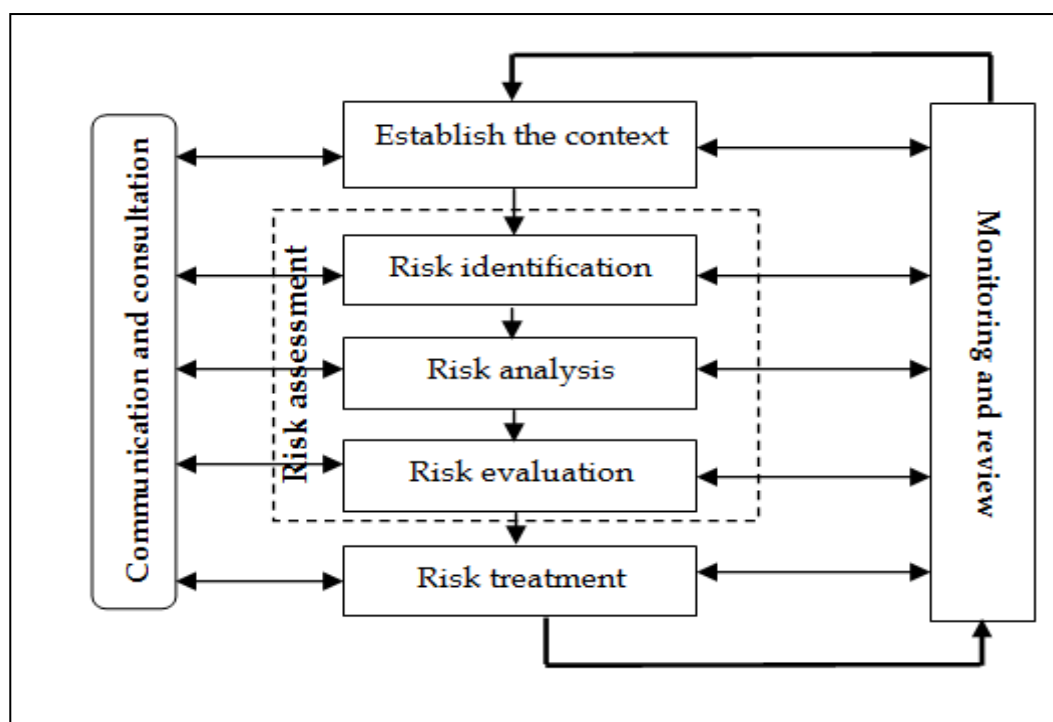 Communication and consultation
Establish the context
Risk assessment
Risk identification
Risk analysis
Risk evaluation
Risk treatment
Monitoring and review